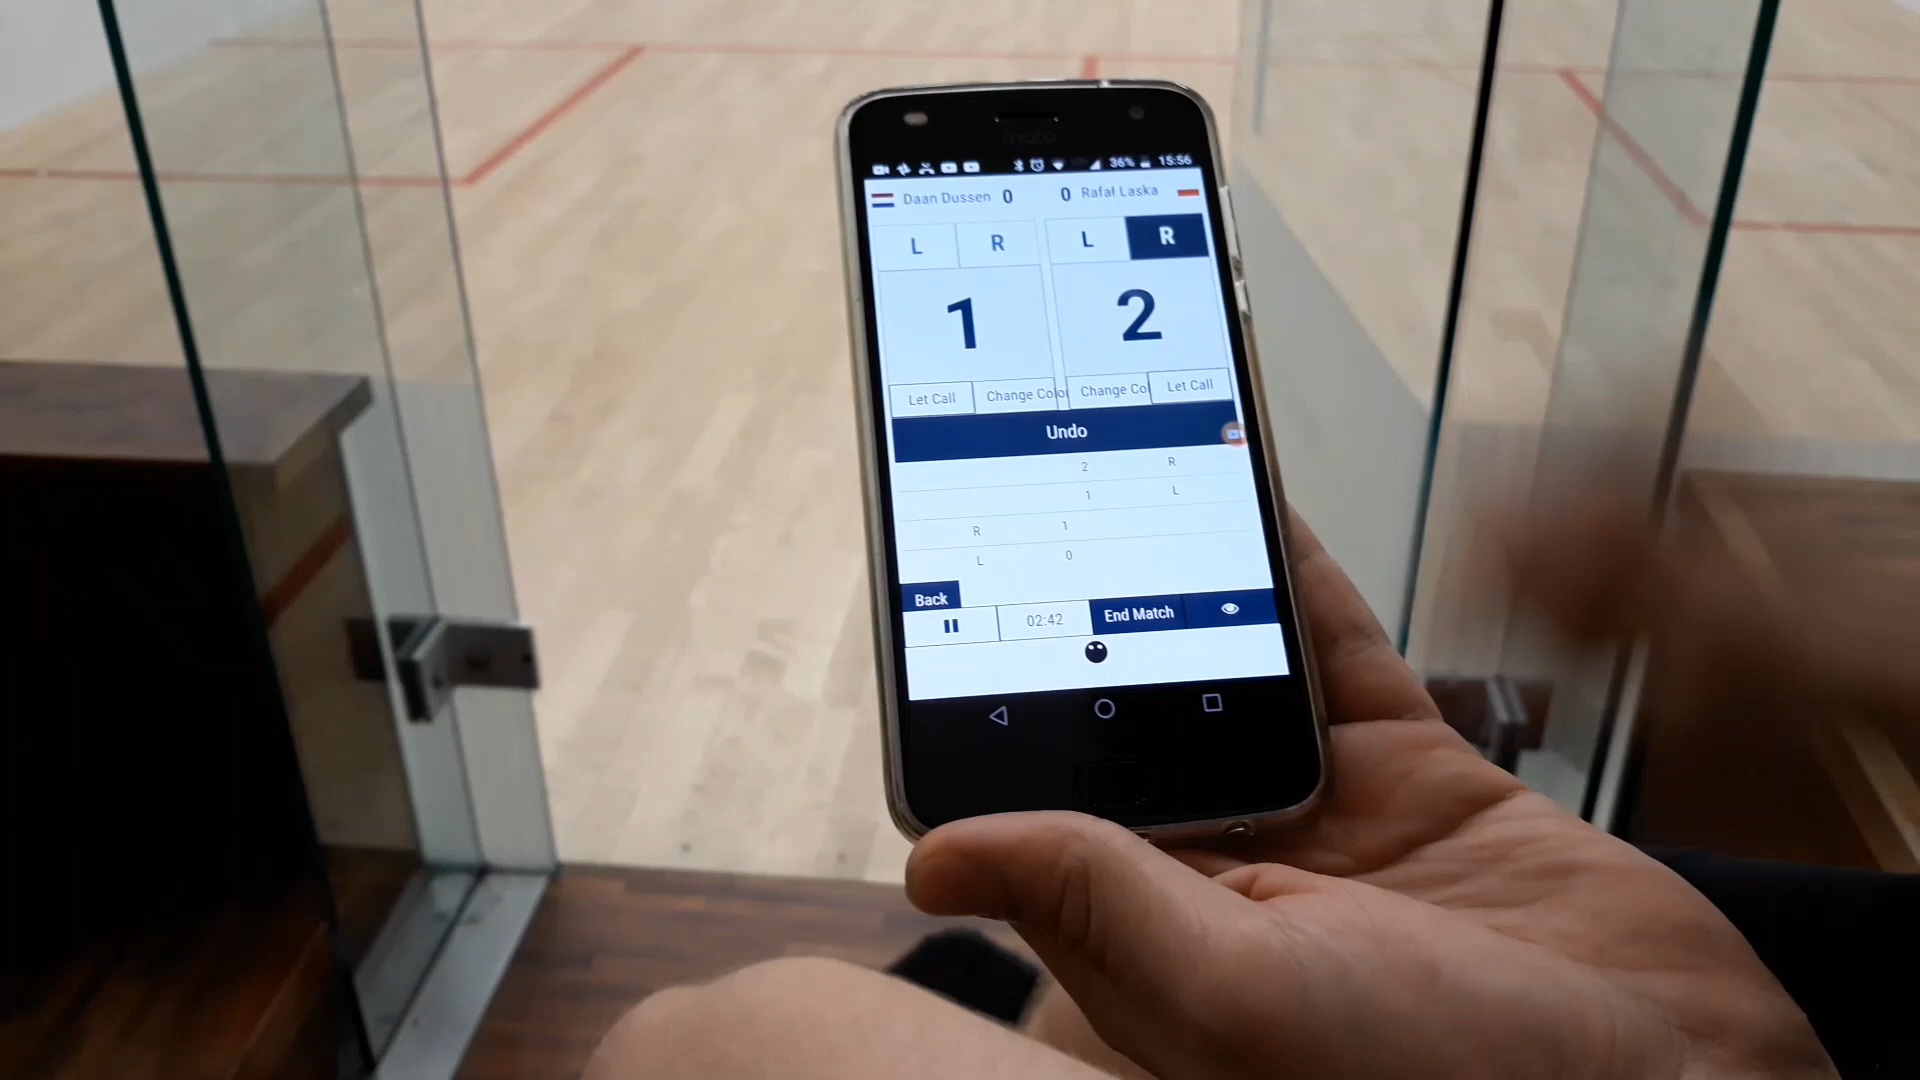 moto
36% 15:56
Daan Dussen 0 0 Rafał Laska
L R L R
1 2
Let Call Change Color Change Co Let Call
Undo
2 R
1 L
R 1
L 0
Back
02:42 End Match